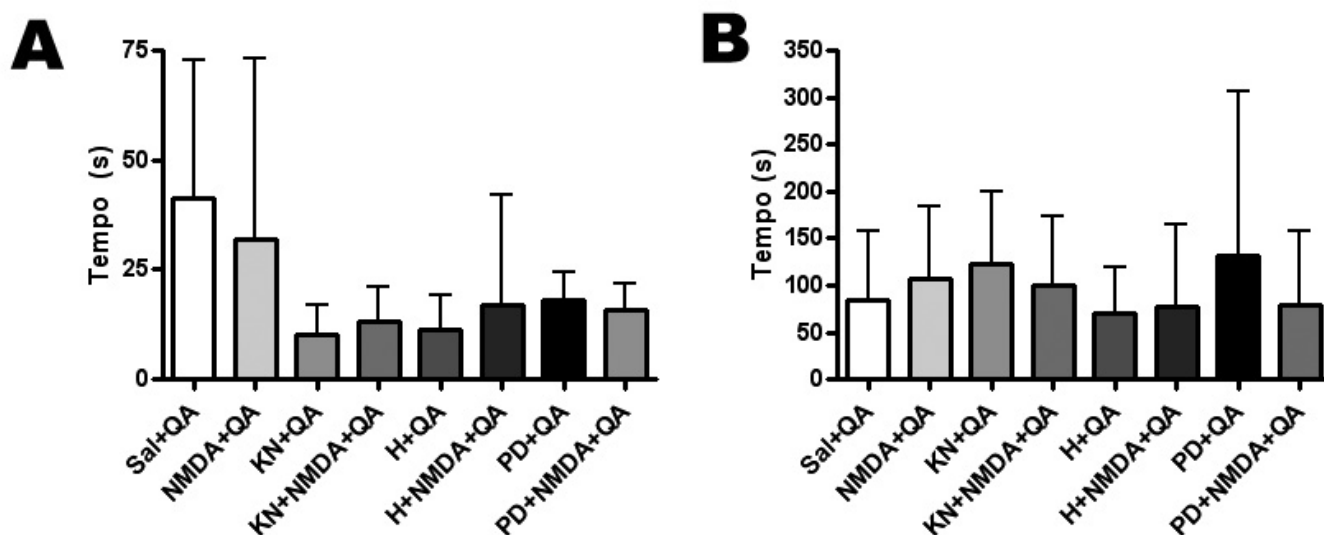 A
75
50
25
0
Tempo (s)
Sal+QA
NMDA+QA
KN+QA
KN+NMDA+QA
H+QA
H+NMDA+QA
PD+QA
PD+NMDA+QA
B
350
300
250
200
150
100
50
0
Tempo (s)
Sal+QA
NMDA+QA
KN+QA
KN+NMDA+QA
H+QA
H+NMDA+QA
PD+QA
PD+NMDA+QA